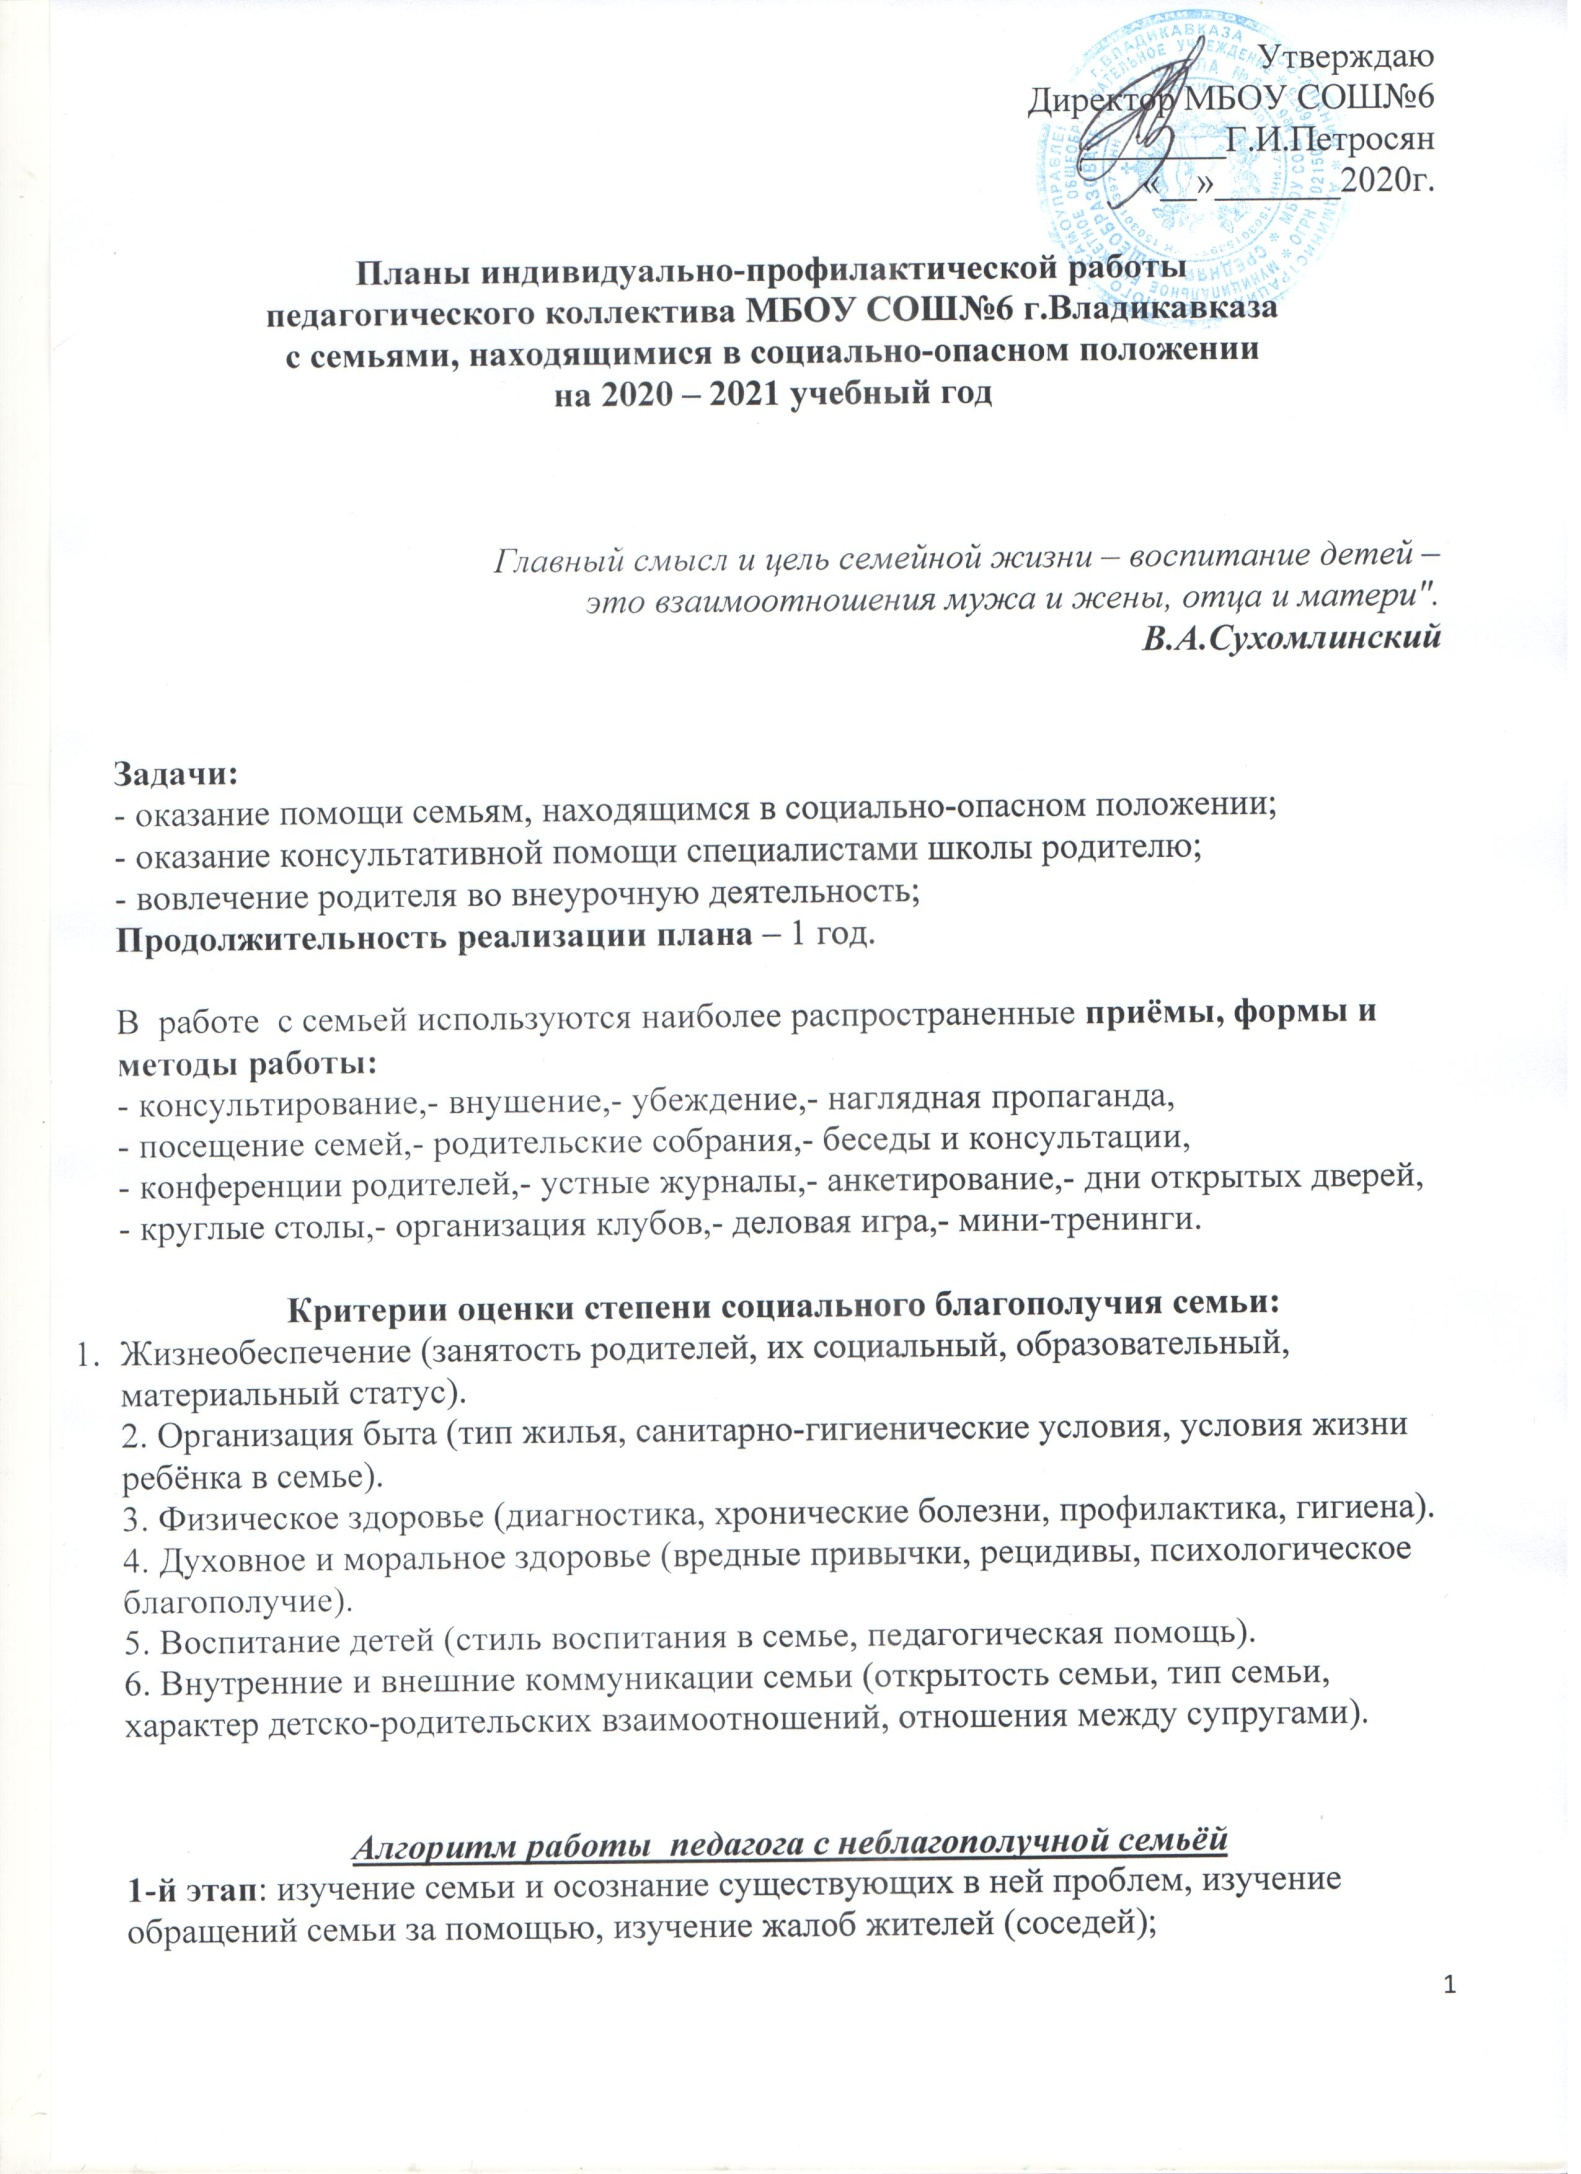 Утверждаю
Директор МБОУ СОШ№6
________Г.И.Петросян
«__»_______2020г.
Планы индивидуально-профилактической работы
педагогического коллектива МБОУ СОШ№6 г.Владикавказа
с семьями, находящимися в социально-опасном положении
на 2020 – 2021 учебный год
Главный смысл и цель семейной жизни – воспитание детей –
это взаимоотношения мужа и жены, отца и матери".
В.А.Сухомлинский
Задачи:
- оказание помощи семьям, находящимся в социально-опасном положении;
- оказание консультативной помощи специалистами школы родителю;
- вовлечение родителя во внеурочную деятельность;
Продолжительность реализации плана – 1 год.
В  работе  с семьей используются наиболее распространенные приёмы, формы и
методы работы:
- консультирование,- внушение,- убеждение,- наглядная пропаганда,
- посещение семей,- родительские собрания,- беседы и консультации,
- конференции родителей,- устные журналы,- анкетирование,- дни открытых дверей,
- круглые столы,- организация клубов,- деловая игра,- мини-тренинги.
Критерии оценки степени социального благополучия семьи:
1. Жизнеобеспечение (занятость родителей, их социальный, образовательный,
материальный статус).
2. Организация быта (тип жилья, санитарно-гигиенические условия, условия жизни
ребёнка в семье).
3. Физическое здоровье (диагностика, хронические болезни, профилактика, гигиена).
4. Духовное и моральное здоровье (вредные привычки, рецидивы, психологическое
благополучие).
5. Воспитание детей (стиль воспитания в семье, педагогическая помощь).
6. Внутренние и внешние коммуникации семьи (открытость семьи, тип семьи,
характер детско-родительских взаимоотношений, отношения между супругами).
Алгоритм работы  педагога с неблагополучной семьёй
1-й этап: изучение семьи и осознание существующих в ней проблем, изучение
обращений семьи за помощью, изучение жалоб жителей (соседей);
1